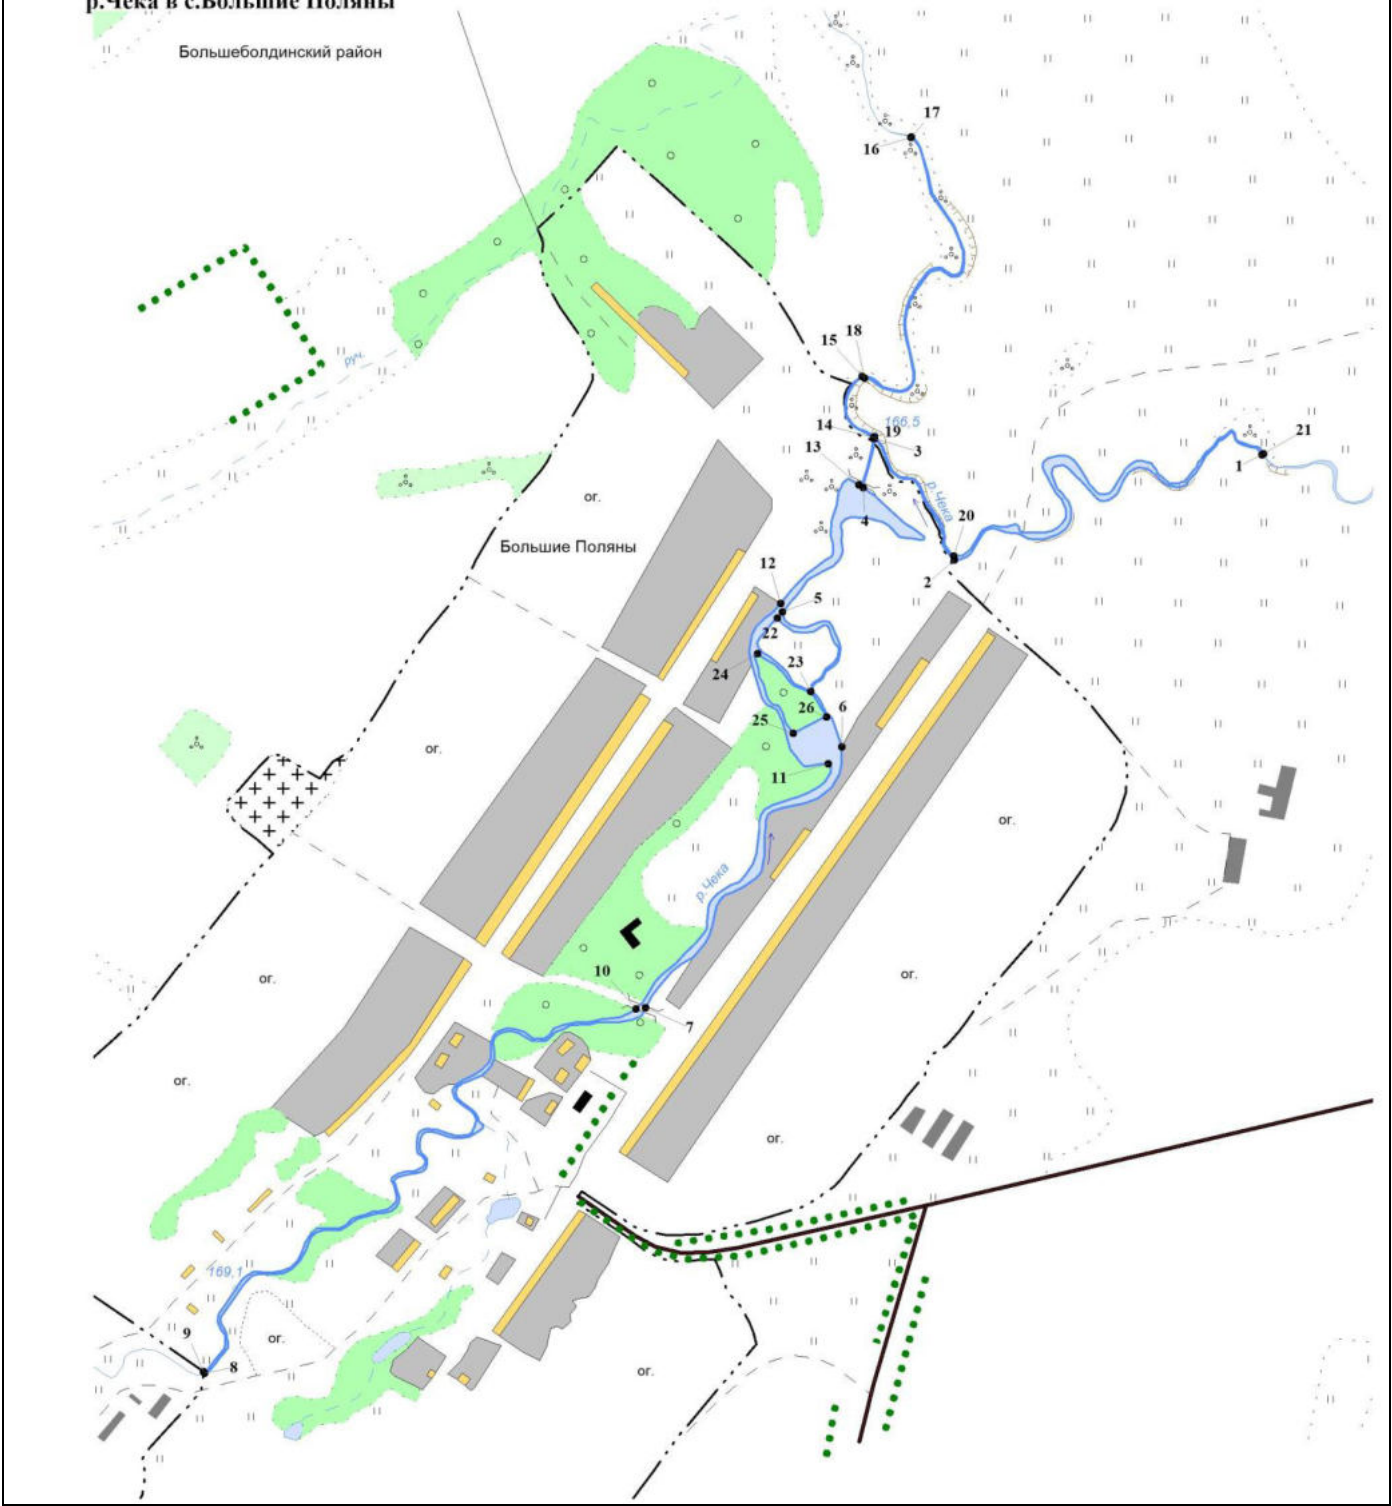 р.Чека в с.Большие Поляны
Большеболдинский район
17
16
руч.
18
15
166,5
14
19
3
13
21
1
4
р.Чека
20
2
ог.
Большие Поляны
12
5
22
23
24
26
6
25
11
ог.
ог.
р.Чека
10
7
ог.
ог.
ог.
ог.
169,1
9
8
ог.
ог.